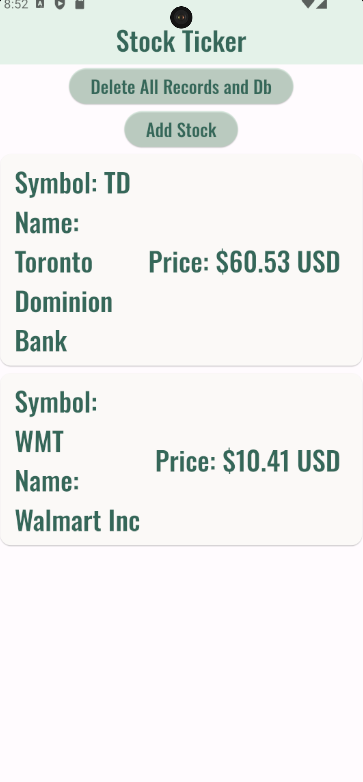 8:52
Stock Ticker
Delete All Records and Db
Add Stock
Symbol: TD
Name:
Toronto
Dominion
Bank
Price: $60.53 USD
Symbol:
WMT
Name:
Walmart Inc
Price: $10.41 USD